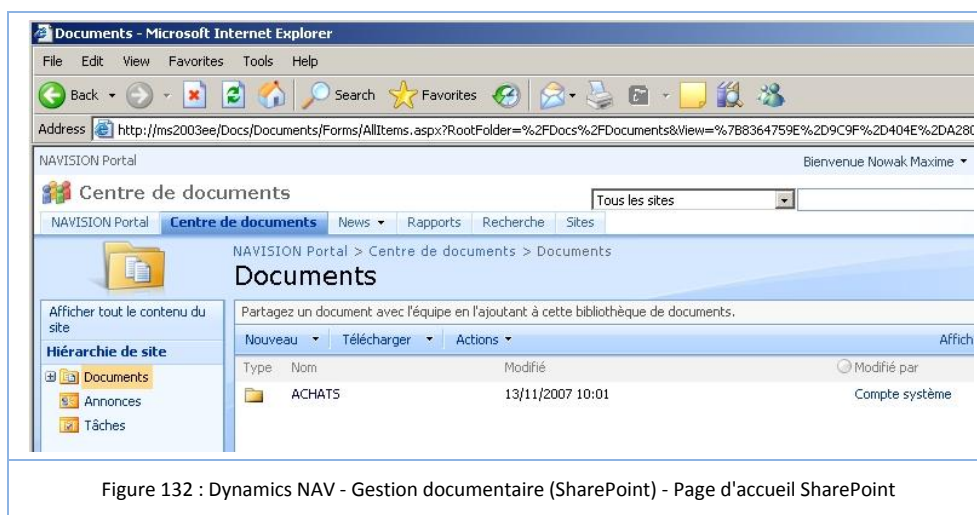 Documents - Microsoft Internet Explorer
File Edit View Favorites Tools Help
Back Search Favorites
Address http://ms2003ee/Docs/Documents/Forms/AllItems.aspx?RootFolder=%2FDocs%2FDocuments&View=%7B8364759E%2D9C9F%2D404E%2DA280
NAVISION Portal Bienvenue Nowak Maxime
Centre de documents Tous les sites
NAVISION Portal Centre de documents News Rapports Recherche Sites
NAVISION Portal > Centre de documents > Documents
Documents
Afficher tout le contenu du
site
Partagez un document avec l'équipe en l'ajoutant à cette bibliothèque de documents.
Hiérarchie de site
Nouveau Télécharger Actions Affich
Type Nom Modifié Modifié par
Documents
ACHATS 13/11/2007 10:01 Compte système
Annonces
Tâches
Figure 132 : Dynamics NAV - Gestion documentaire (SharePoint) - Page d'accueil SharePoint